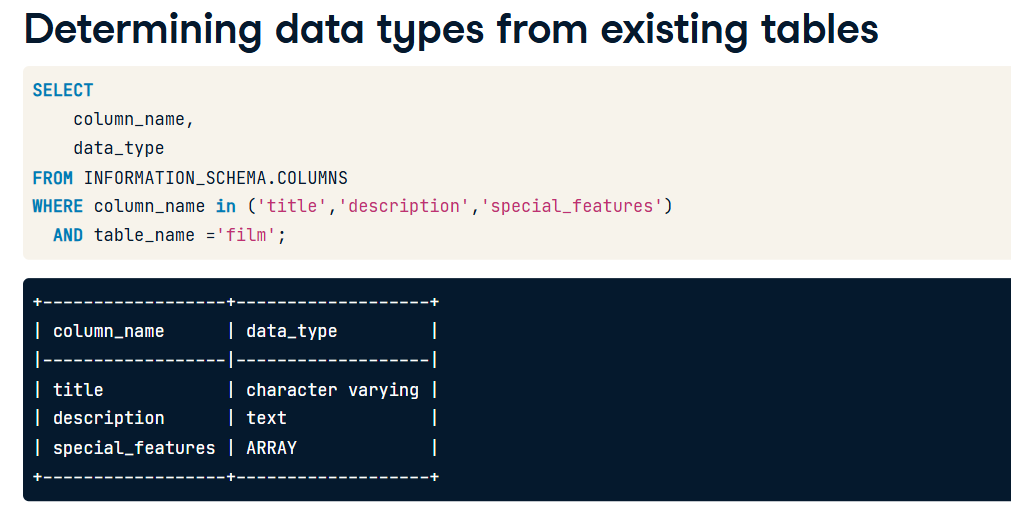 Determining data types from existing tables
SELECT
    column_name,
    data_type
FROM INFORMATION_SCHEMA.COLUMNS
WHERE column_name in ('title','description','special_features')
  AND table_name ='film';
+------------------+-------------------+
| column_name      | data_type         |
|------------------|-------------------|
| title            | character varying |
| description      | text              |
| special_features | ARRAY             |
+------------------+-------------------+